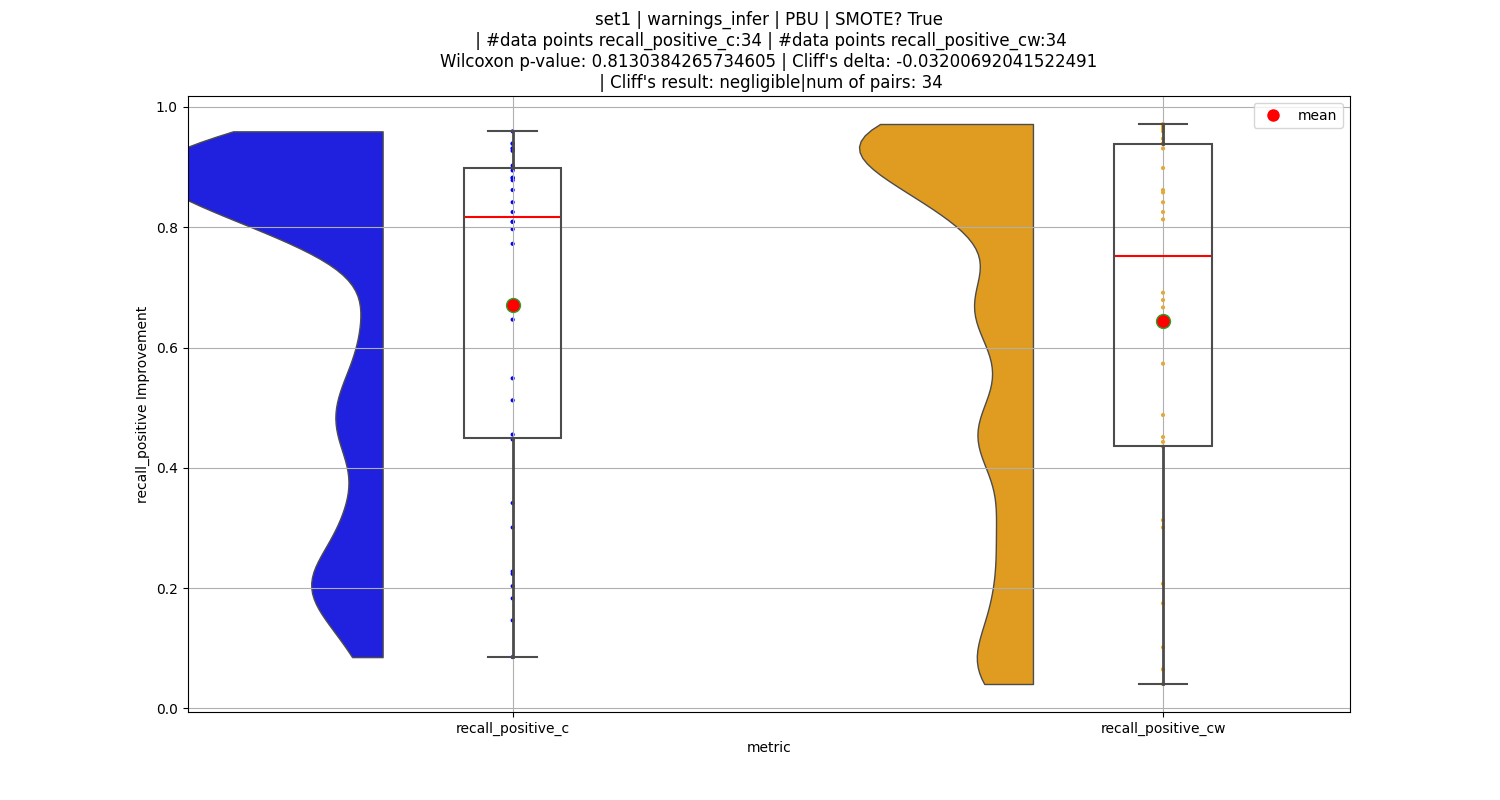 set1 | warnings_infer | PBU | SMOTE? True
| #data points recall_positive_c:34 | #data points recall_positive_cw:34
Wilcoxon p-value: 0.8130384265734605 | Cliff's delta: -0.03200692041522491
| Cliff's result: negligible|num of pairs: 34
mean
1.0
0.8
0.6
0.4
0.2
0.0
recall_positive Improvement
recall_positive_c
recall_positive_cw
metric